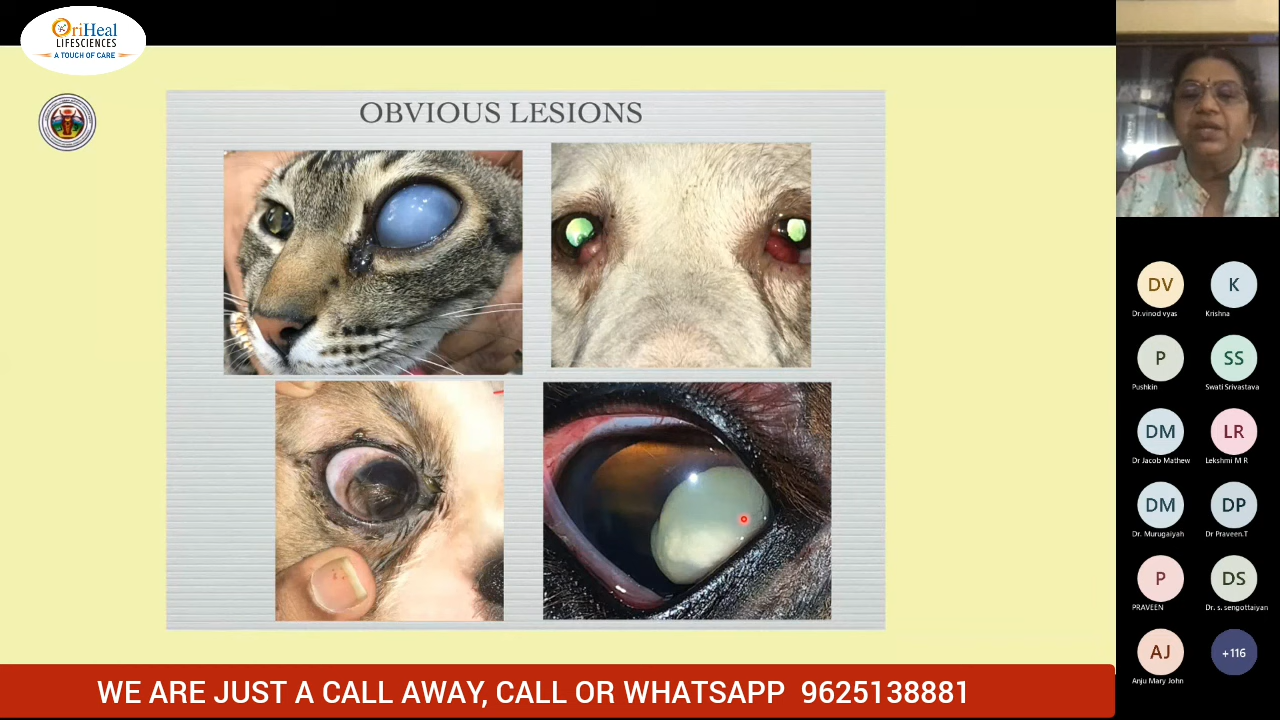 OriHeal
LIFESCIENCES
A TOUCH OF CARE
OBVIOUS LESIONS
DV
K
Dr.vinod vyas
Krishna
P
SS
Pushkin
Swati Srivastava
DM
LR
Dr Jacob Mathew
Lekshmi M R
DM
DP
Dr. Murugaiyah
Dr Praveen.T
P
DS
PRAVEEN
Dr. s. sengottaiyan
AJ
+116
Anju Mary John
WE ARE JUST A CALL AWAY, CALL OR WHATSAPP 9625138881